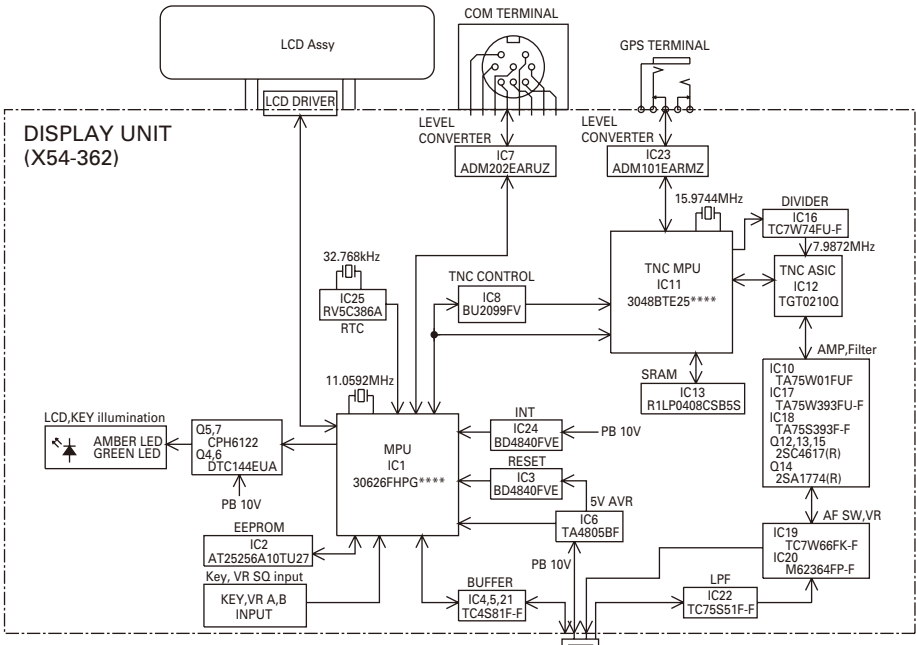 COM TERMINAL
LCD Assy
GPS TERMINAL
LCD DRIVER
DISPLAY UNIT
(X54-362)
LEVEL
CONVERTER
IC7
ADM202EARUZ
LEVEL
CONVERTER
IC23
ADM101EARMZ
15.9744MHz
DIVIDER
IC16
TC7W74FU-F
7.9872MHz
32.768kHz
IC25
RV5C386A
RTC
TNC CONTROL
IC8
BU2099FV
TNC MPU
IC11
3048BTE25****
TNC ASIC
IC12
TGT0210Q
SRAM
IC13
R1LP0408CSB5S
AMP,Filter
IC10
TA75W01FUF
IC17
TA75W393FU-F
IC18
TA75S393F-F
Q12,13,15
2SC4617(R)
Q14
2SA1774(R)
11.0592MHz
LCD,KEY illumination
AMBER LED
GREEN LED
Q5,7
CPH6122
Q4,6
DTC144EUA
PB 10V
MPU
IC1
30626FHPG****
INT
IC24
BD4840FVE
PB 10V
RESET
IC3
BD4840FVE
5V AVR
IC6
TA4805BF
PB 10V
AF SW,VR
IC19
TC7W66FK-F
IC20
M62364FP-F
EEPROM
IC2
AT25256A10TU27
Key, VR SQ input
KEY,VR A,B
INPUT
BUFFER
IC4,5,21
TC4S81F-F
LPF
IC22
TC75S51F-F